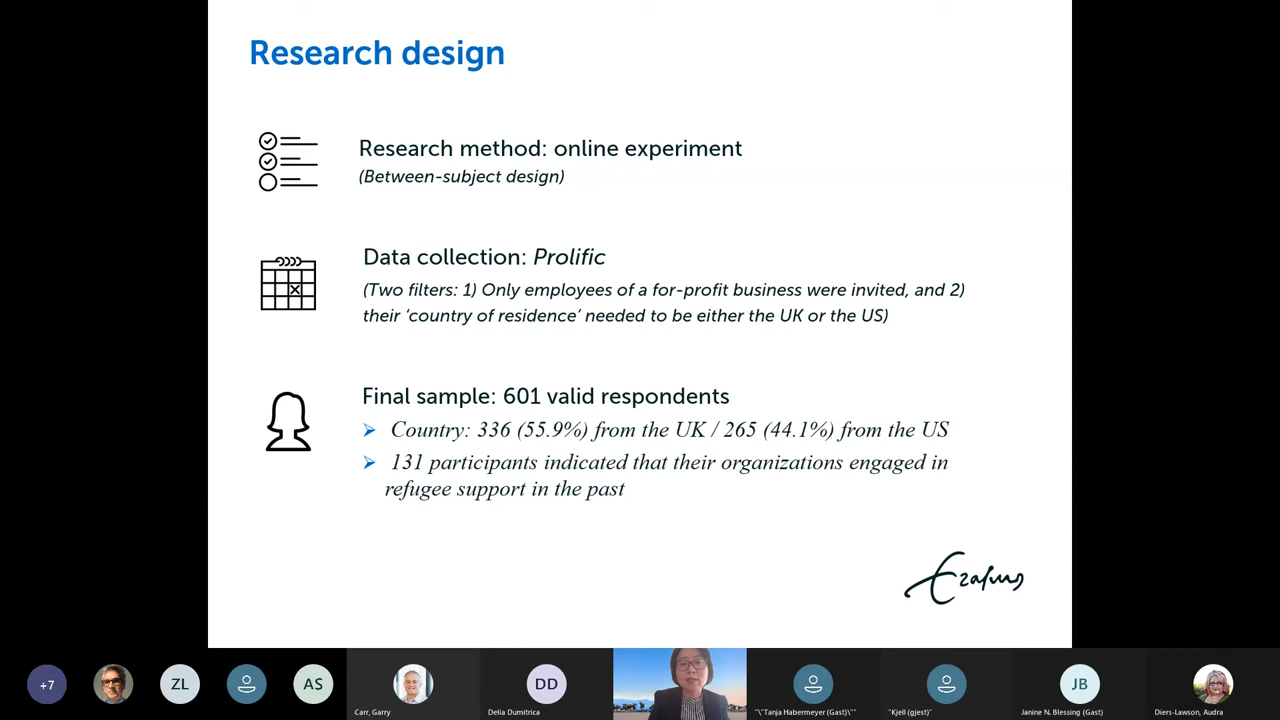 Research design
Research method: online experiment
(Between-subject design)
Data collection: Prolific
(Two filters: 1) Only employees of a for-profit business were invited, and 2)
their ‘country of residence’ needed to be either the UK or the US)
Final sample: 601 valid respondents
➢ Country: 336 (55.9%) from the UK / 265 (44.1%) from the US
➢ 131 participants indicated that their organizations engaged in
refugee support in the past
Erasmus
+7
ZL
AS
DD
JB
Carr, Garry
Delia Dumitrica
"\"Tanja Habermeyer (Gast)\""
"Kjell (gjest)"
Janine N. Blessing (Gast)
Diers-Lawson, Audra